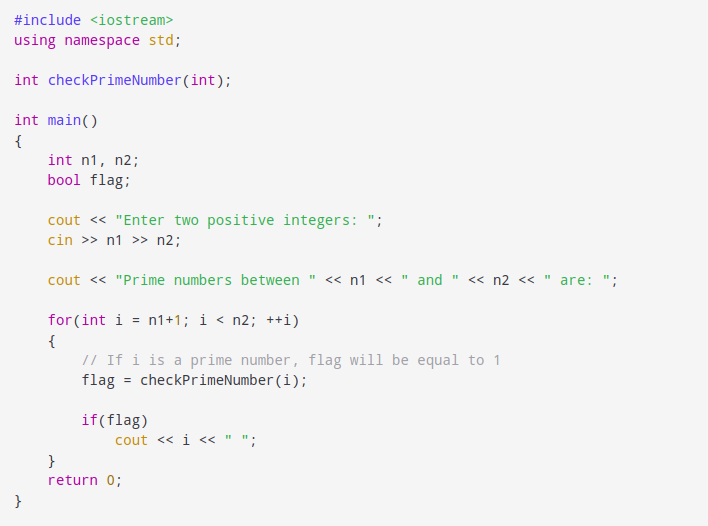 #include <iostream>
using namespace std;

int checkPrimeNumber(int);

int main()
{
    int n1, n2;
    bool flag;

    cout << "Enter two positive integers: ";
    cin >> n1 >> n2;

    cout << "Prime numbers between " << n1 << " and " << n2 << " are: ";

    for(int i = n1+1; i < n2; ++i)
    {
        // If i is a prime number, flag will be equal to 1
        flag = checkPrimeNumber(i);

        if(flag)
            cout << i << " ";
    }
    return 0;
}